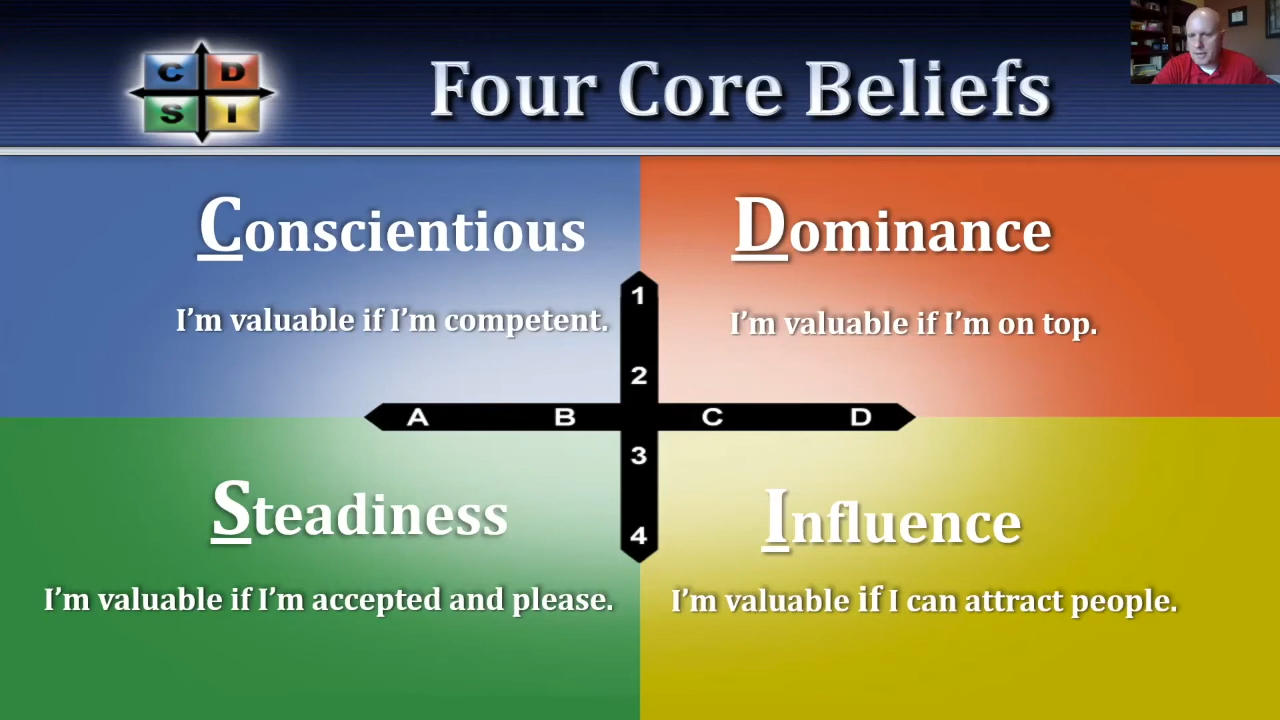 C D
S I
Four Core Beliefs
Conscientious
I'm valuable if I'm competent.
Dominance
I'm valuable if I'm on top.
1
2
A B C D
3
4
Steadiness
I'm valuable if I'm accepted and please.
Influence
I'm valuable if I can attract people.